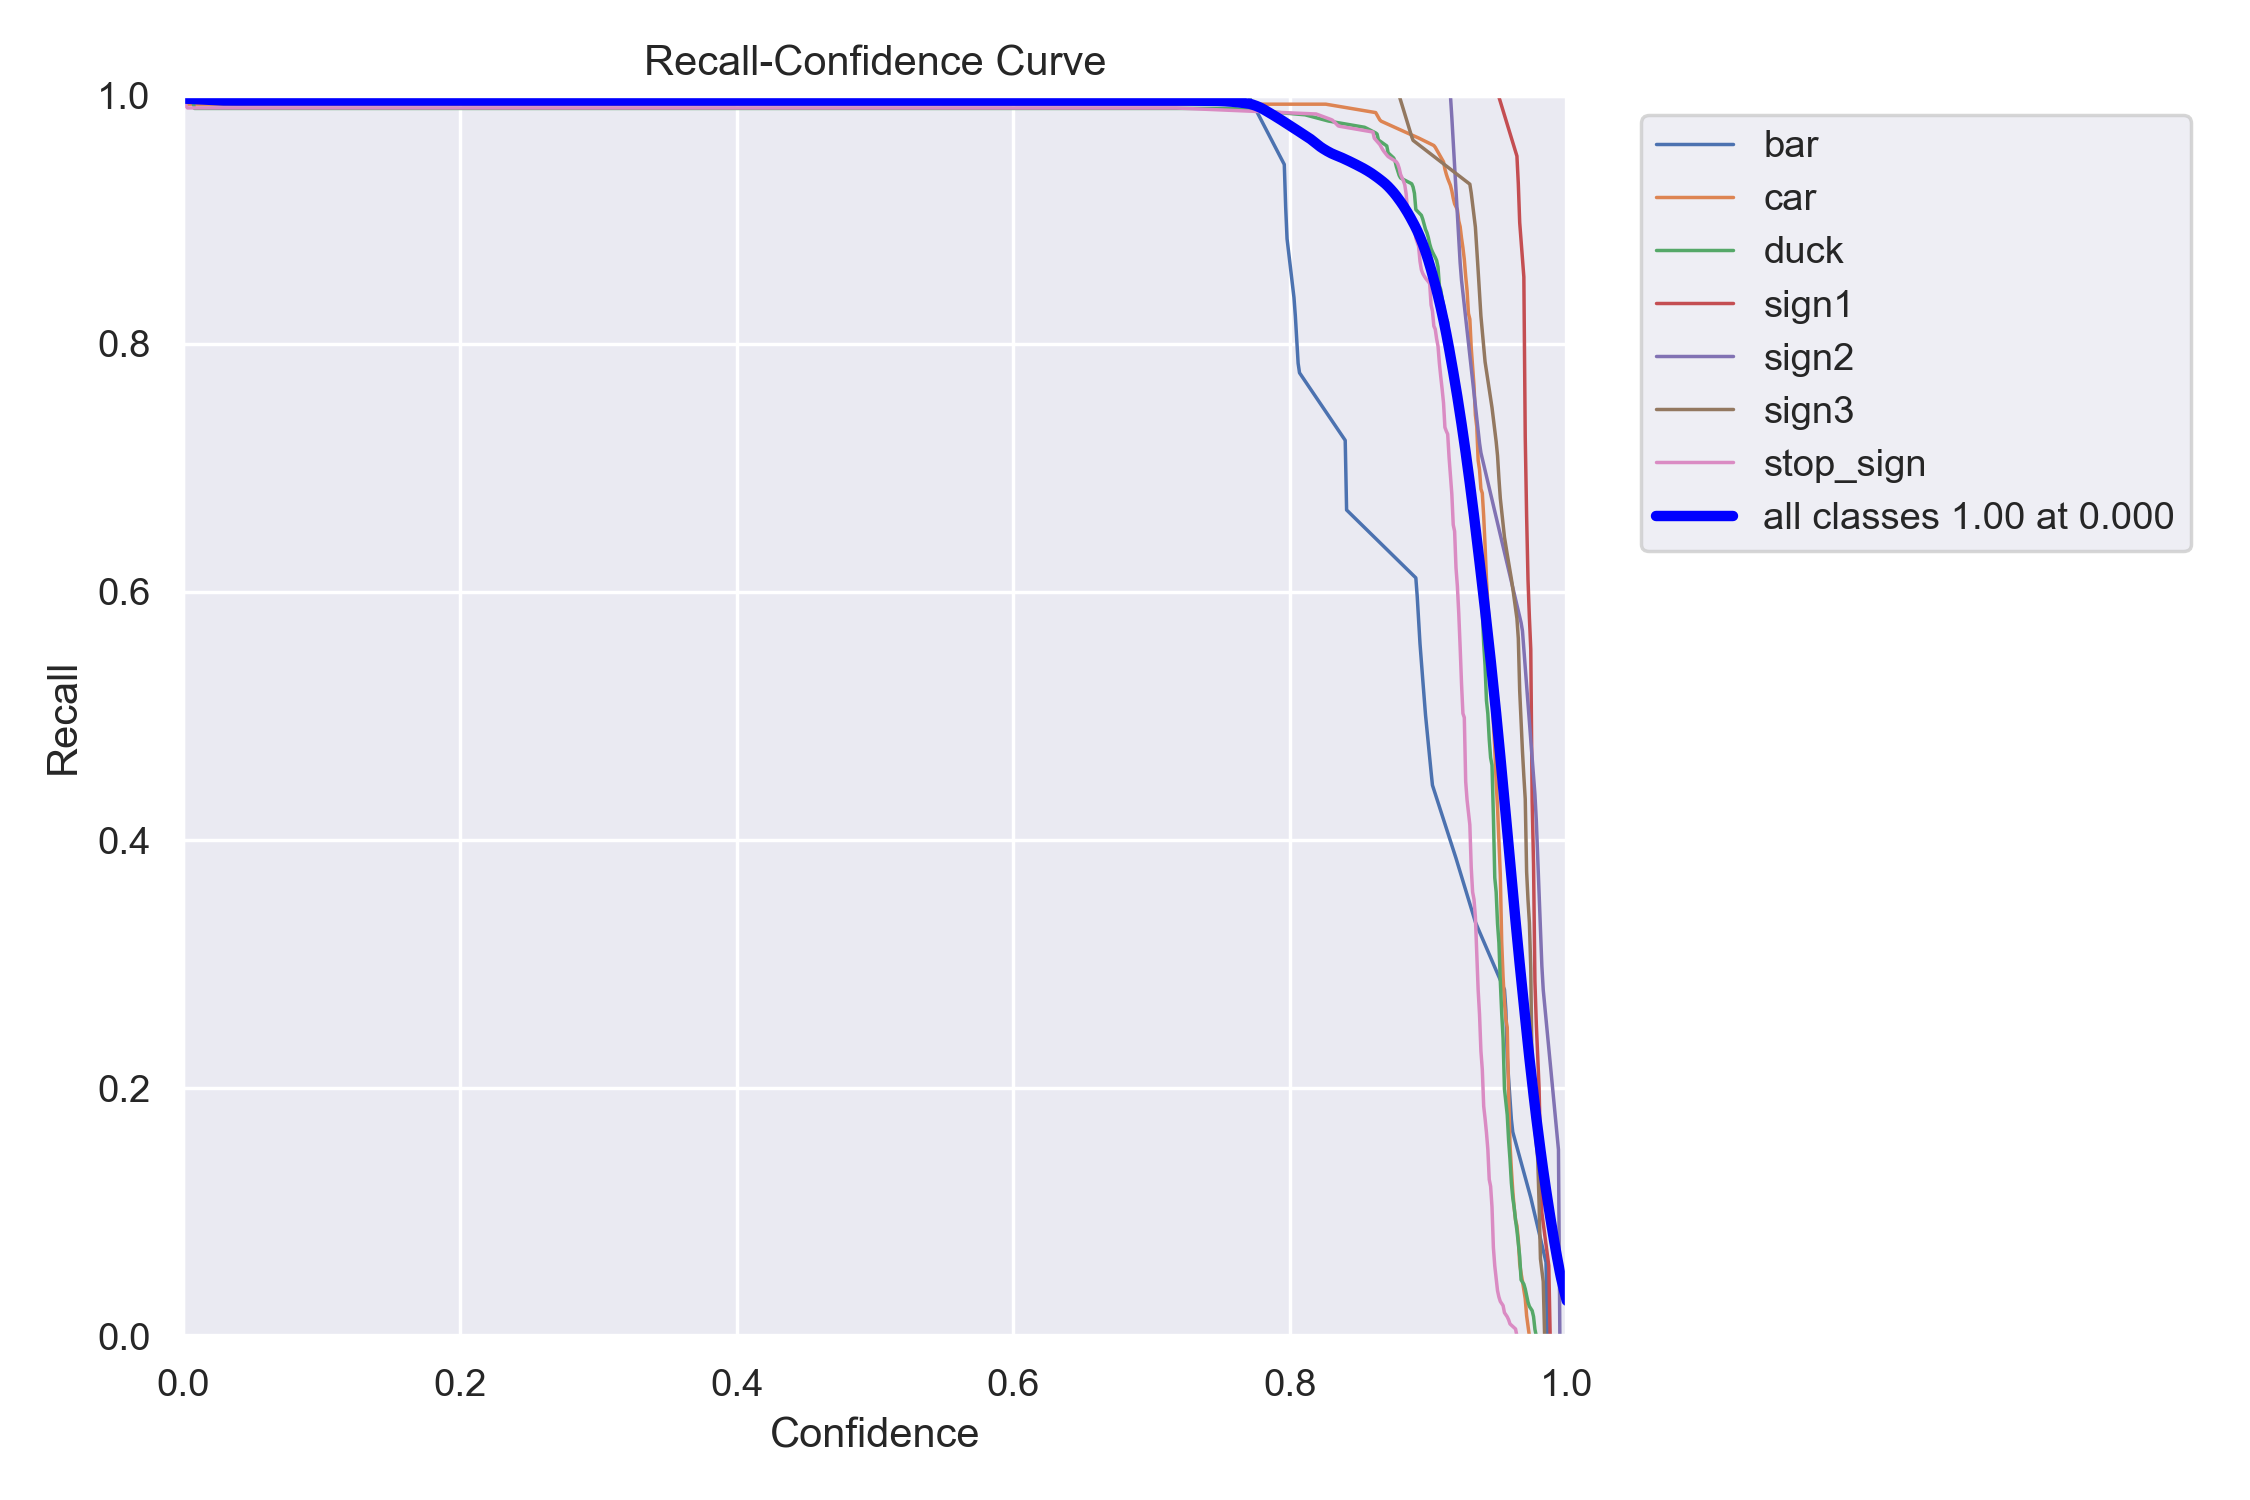 Recall-Confidence Curve
1.0
0.8
0.6
0.4
0.2
0.0
Recall
0.0 0.2 0.4 0.6 0.8 1.0
Confidence
bar
car
duck
sign1
sign2
sign3
stop_sign
all classes 1.00 at 0.000